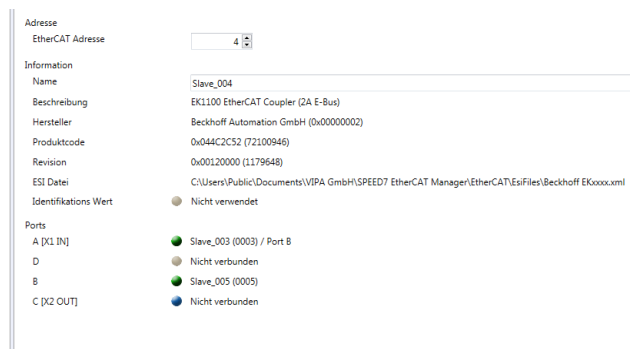 Adresse
EtherCAT Adresse 4
Information
Name Slave_004
Beschreibung EK1100 EtherCAT Coupler (2A E-Bus)
Hersteller Beckhoff Automation GmbH (0x00000002)
Produktcode 0x044C2C52 (72100946)
Revision 0x00120000 (1179648)
ESI Datei C:\Users\Public\Documents\VIPA GmbH\SPEED7 EtherCAT Manager\EtherCAT\EsiFiles\Beckhoff EKxxxx.xml
Identifikations Wert Nicht verwendet
Ports
A [X1 IN] Slave_003 (0003) / Port B
D Nicht verbunden
B Slave_005 (0005)
C [X2 OUT] Nicht verbunden